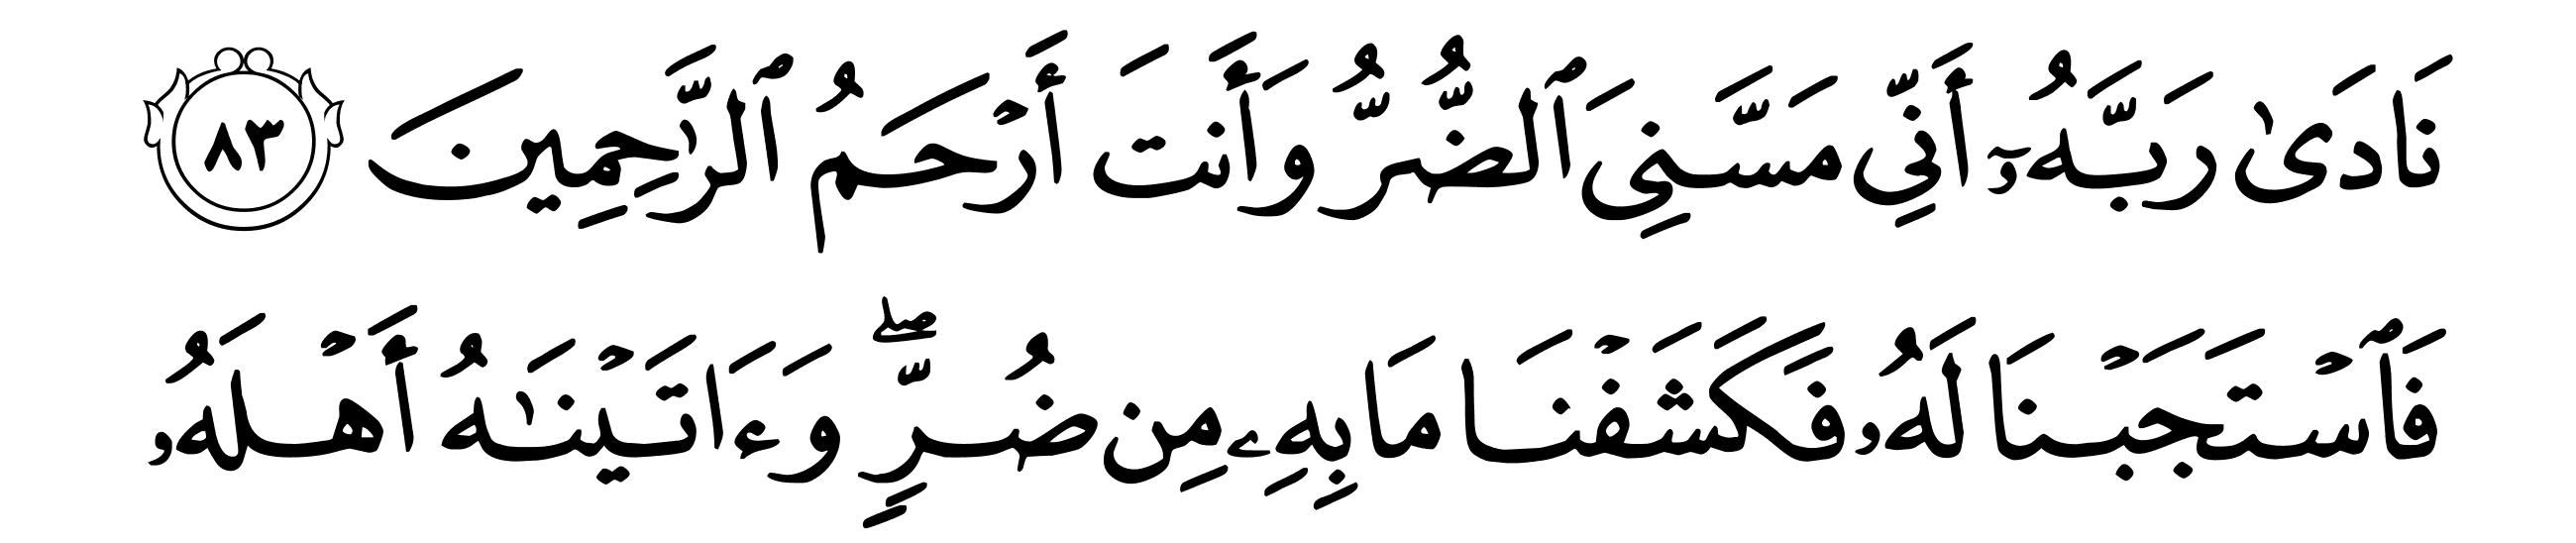 نَادَىٰ رَبَّهُۥٓ أَنِّي مَسَّنِيَ ٱلضُّرُّ وَأَنتَ أَرۡحَمُ ٱلرَّٰحِمِينَ ٨٣
فَٱسۡتَجَبۡنَا لَهُۥ فَكَشَفۡنَا مَا بِهِۦ مِن ضُرّٖۖ وَءَاتَيۡنَٰهُ أَهۡلَهُۥ